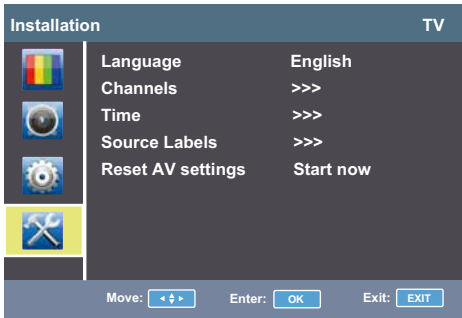 Installation TV
Language English
Channels >>>
Time >>>
Source Labels >>>
Reset AV settings Start now
Move: Enter: OK Exit: EXIT